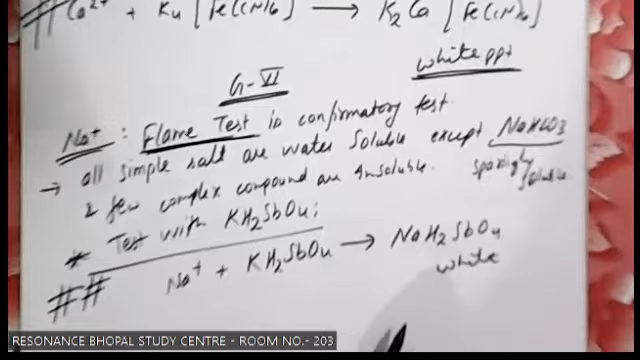 ## Ca²⁺ + K₄[Fe(CN)₆] ⟶ K₂Ca[Fe(CN)₆]
white ppt
G-VI
Na⁺ : Flame Test is confirmatory test.
→ all simple salt are water soluble except NaHCO3
sparingly soluble
& few complex compound are insoluble.
* Test with KH₂SbO₄;
## Na⁺ + KH₂SbO₄ ⟶ NaH₂SbO₄
white
RESONANCE BHOPAL STUDY CENTRE - ROOM NO.- 203